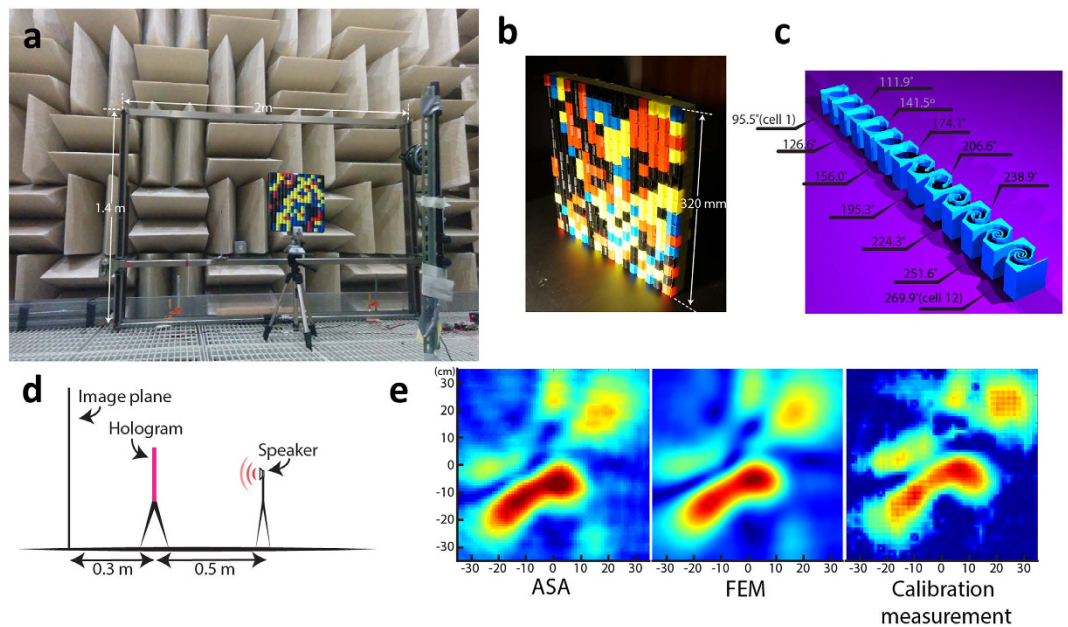 a
2m
1.4 m
b
320 mm
c
111.9°
141.5°
174.1°
206.6°
238.9°
95.5°(cell 1)
126.6°
156.0°
195.3°
224.3°
251.6°
269.9°(cell 12)
d
Image plane
Hologram
Speaker
0.3 m
0.5 m
e
(cm)
30
20
10
0
-10
-20
-30
-30 -20 -10 0 10 20 30
-30 -20 -10 0 10 20 30
-30 -20 -10 0 10 20 30
ASA
FEM
Calibration
measurement